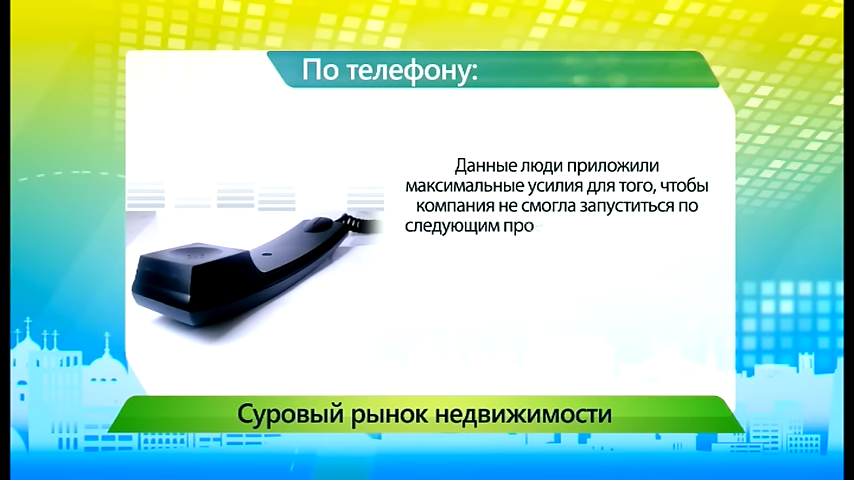 По телефону:
Данные люди приложили
максимальные усилия для того, чтобы
компания не смогла запуститься по
следующим про
Суровый рынок недвижимости